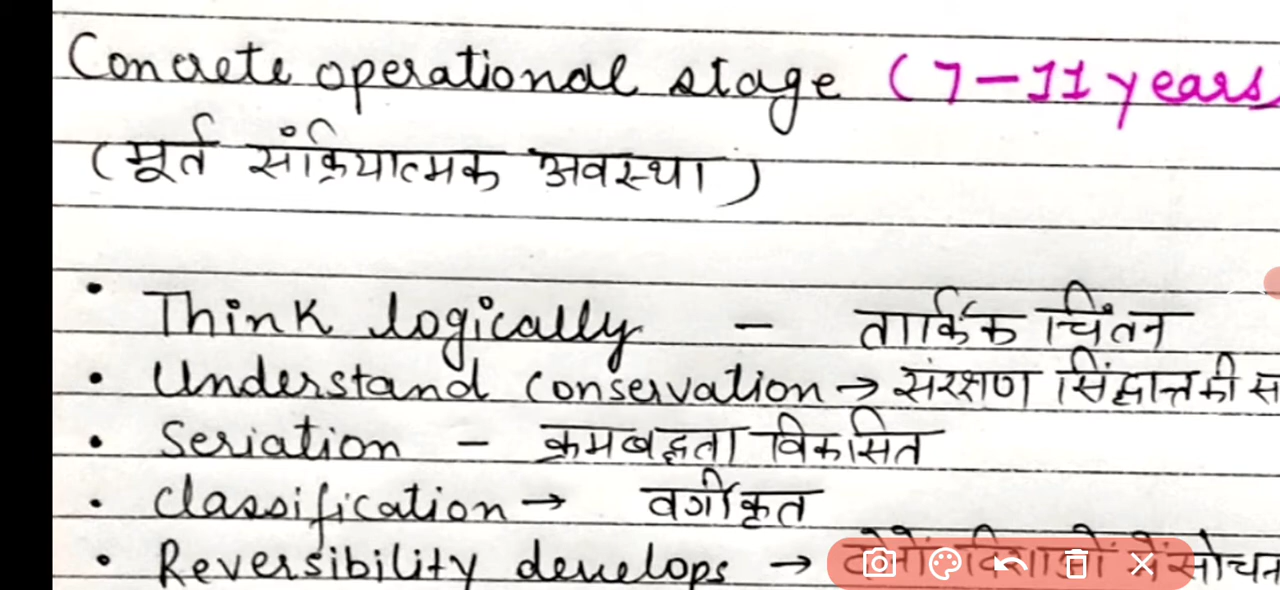 Concrete operational stage (7-11 years)
(मूर्त संक्रियात्मक अवस्था)
Think logically - तार्किक चिंतन
• Understand conservation → संरक्षण सिद्धान्त की स
• Seriation - क्रमबद्धता विकसित
• Classification → वर्गीकृत
• Reversibility develops → दोनों दिशाओं में सोचन